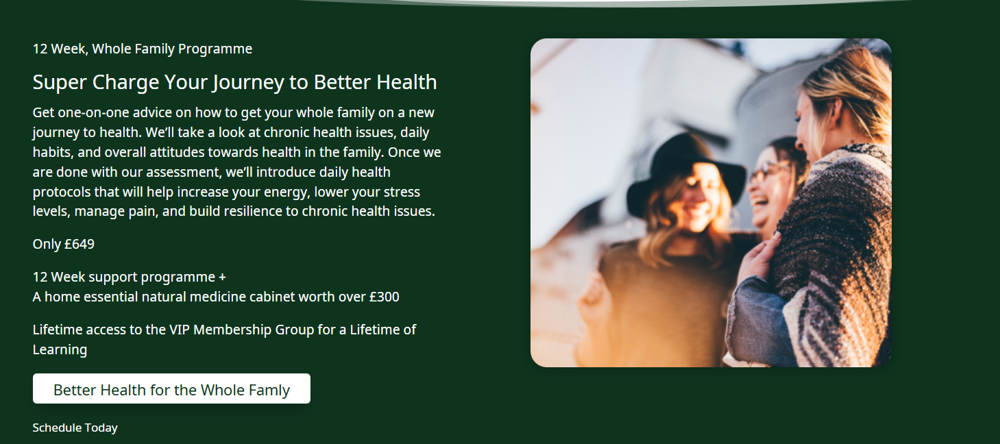 12 Week, Whole Family Programme
Super Charge Your Journey to Better Health
Get one-on-one advice on how to get your whole family on a new
journey to health. We’ll take a look at chronic health issues, daily
habits, and overall attitudes towards health in the family. Once we
are done with our assessment, we’ll introduce daily health
protocols that will help increase your energy, lower your stress
levels, manage pain, and build resilience to chronic health issues.
Only £649
12 Week support programme +
A home essential natural medicine cabinet worth over £300
Lifetime access to the VIP Membership Group for a Lifetime of
Learning
Better Health for the Whole Famly
Schedule Today